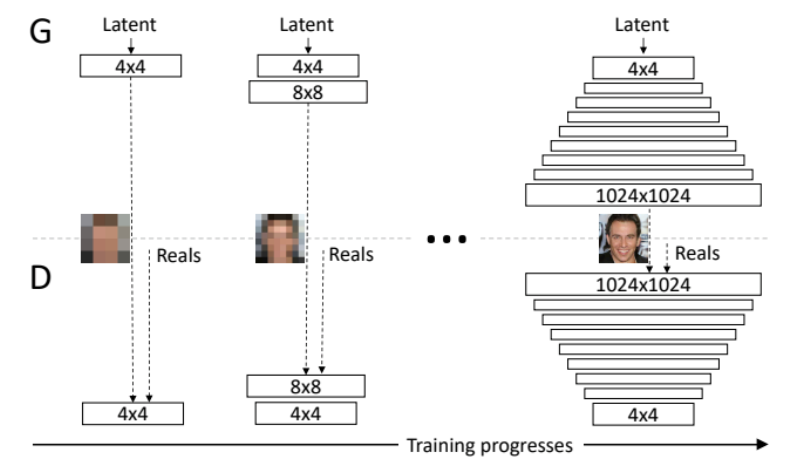 G
Latent
Latent
Latent
4x4
4x4
4x4
8x8
1024x1024
Reals
Reals
Reals
D
1024x1024
8x8
4x4
4x4
4x4
Training progresses